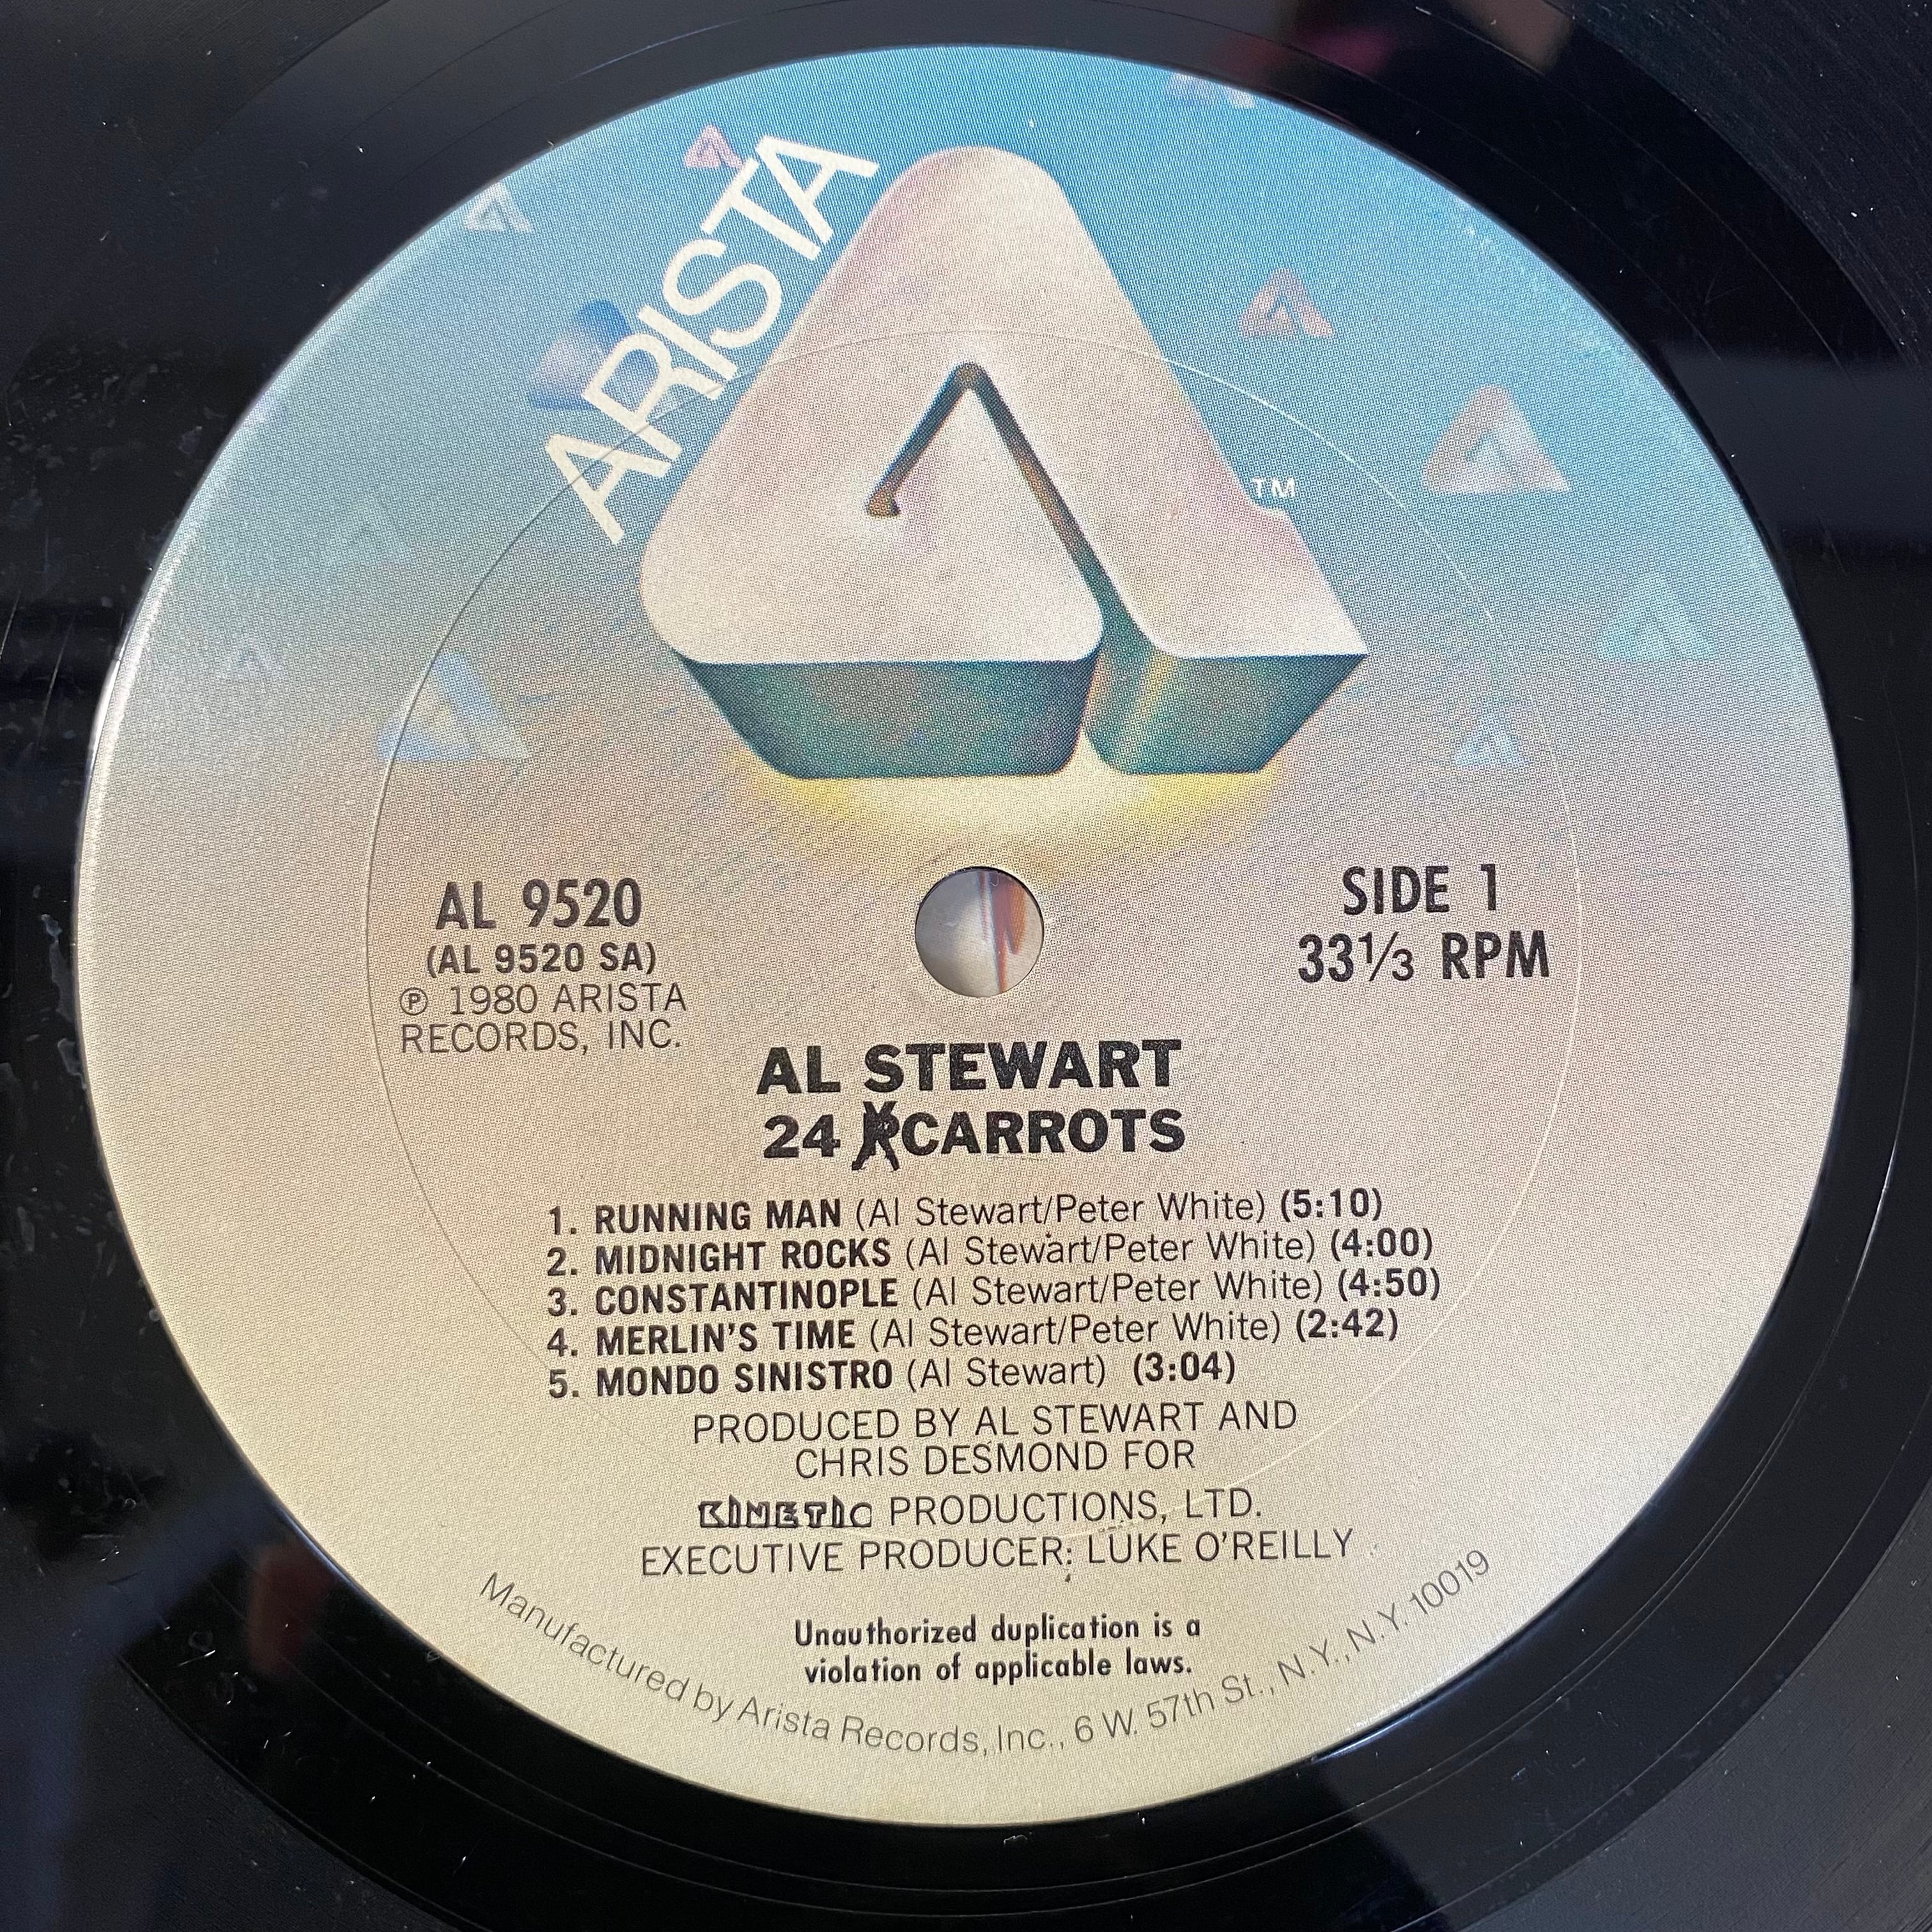 ARISTA
TM
AL 9520
(AL 9520 SA)
℗ 1980 ARISTA
RECORDS, INC.
SIDE 1
33⅓ RPM
AL STEWART
24 CARROTS
1. RUNNING MAN (Al Stewart/Peter White) (5:10)
2. MIDNIGHT ROCKS (Al Stewart/Peter White) (4:00)
3. CONSTANTINOPLE (Al Stewart/Peter White) (4:50)
4. MERLIN'S TIME (Al Stewart/Peter White) (2:42)
5. MONDO SINISTRO (Al Stewart) (3:04)
PRODUCED BY AL STEWART AND
CHRIS DESMOND FOR
KINETIC PRODUCTIONS, LTD.
EXECUTIVE PRODUCER: LUKE O'REILLY
Unauthorized duplication is a
violation of applicable laws.
Manufactured by Arista Records, Inc., 6 W. 57th St., N.Y., N.Y. 10019